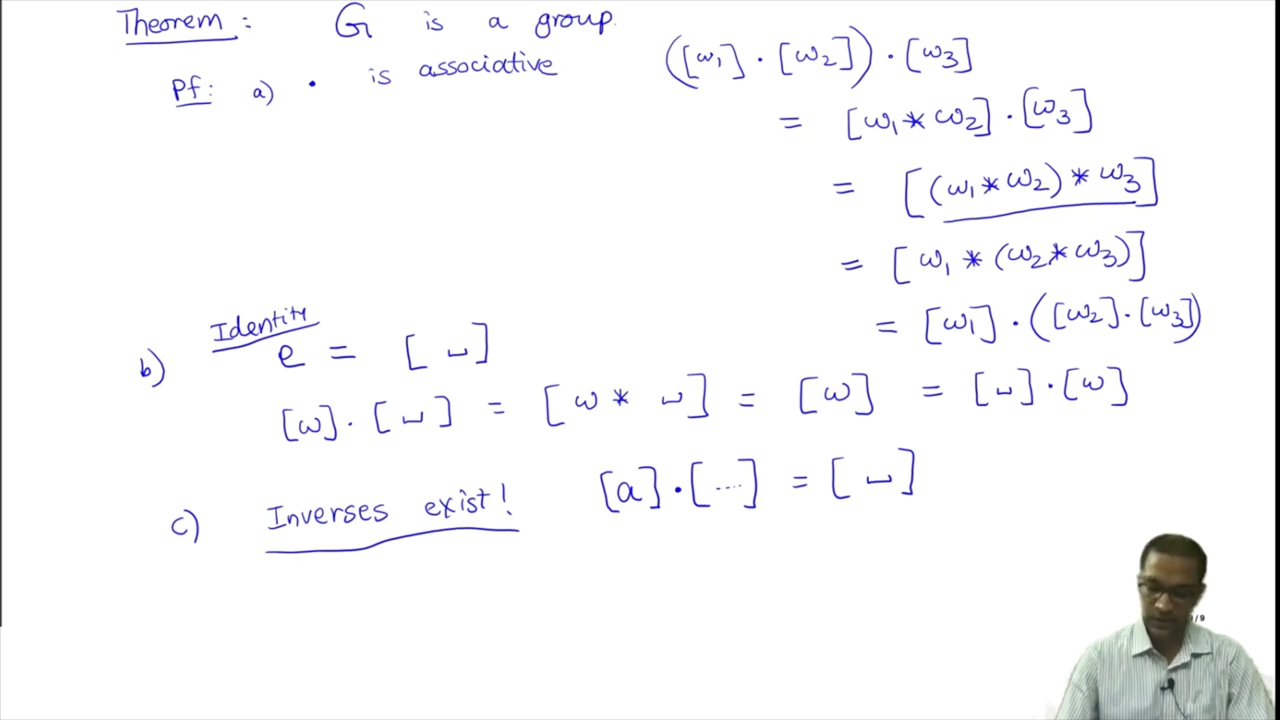 Theorem: G is a group.
Pf: a) · is associative
([ω1] · [ω2]) · [ω3]
= [ω1 * ω2] · [ω3]
= [(ω1 * ω2) * ω3]
= [ω1 * (ω2 * ω3)]
= [ω1] · ([ω2] · [ω3])
b) Identity
e = [ ␣ ]
[ω] · [ ␣ ] = [ω * ␣] = [ω] = [ ␣ ] · [ω]
c) Inverses exist! [a] · [....] = [ ␣ ]